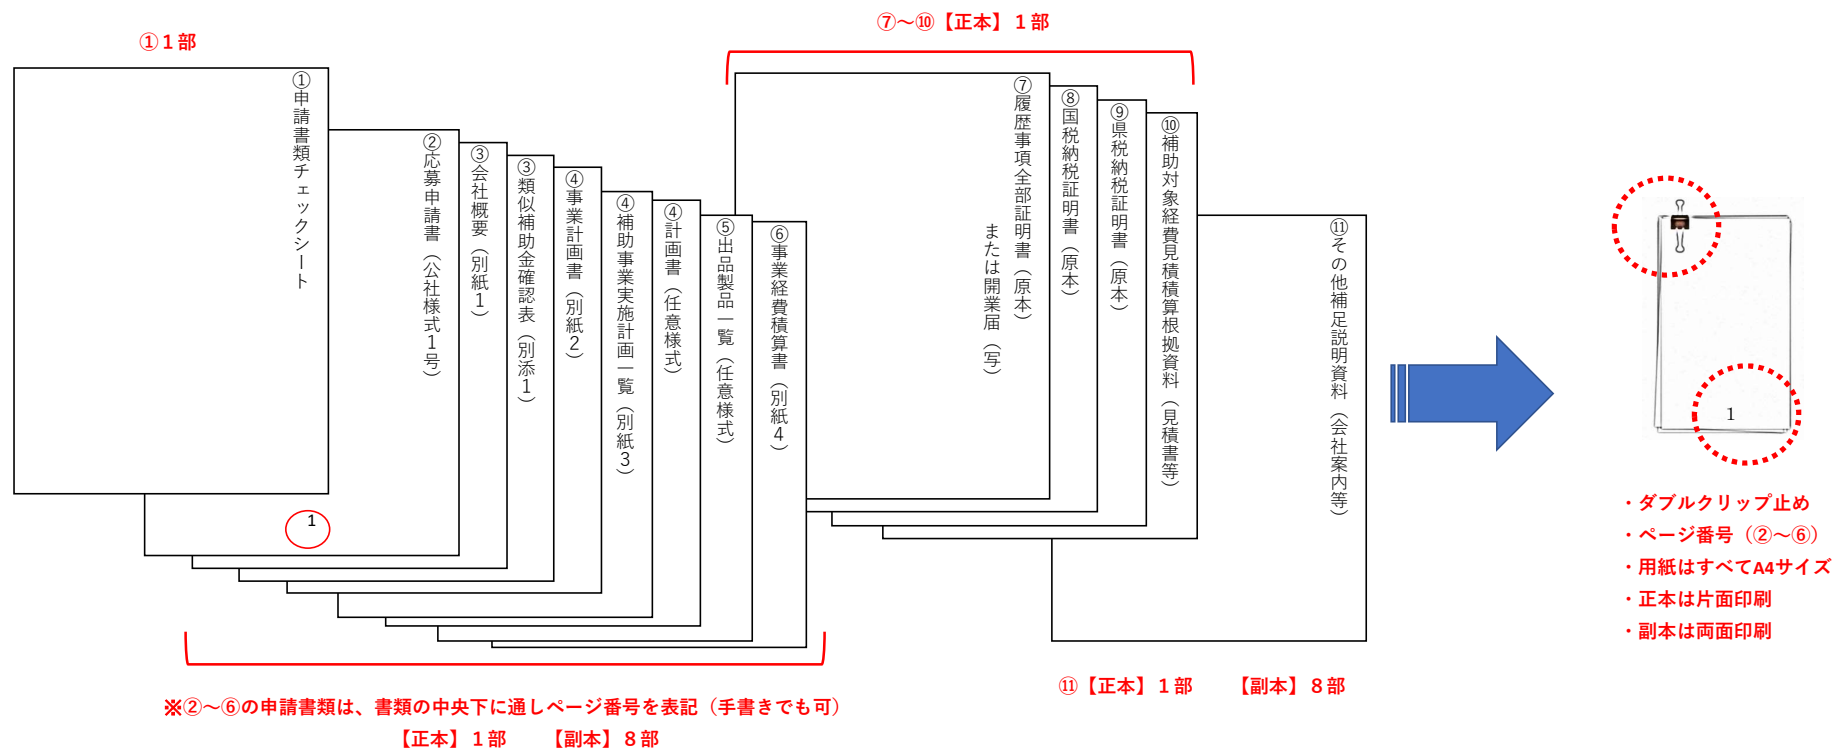 ①１部
⑦～⑩【正本】１部
①申請書類チェックシート
②応募申請書（公社様式１号）
③会社概要（別紙１）
③類似補助金確認表（別添１）
④事業計画書（別紙２）
④補助事業実施計画一覧（別紙３）
④計画書（任意様式）
⑤出品製品一覧（任意様式）
⑥事業経費積算書（別紙４）
⑦履歴事項全部証明書（原本）
または開業届（写）
⑧国税納税証明書（原本）
⑨県税納税証明書（原本）
⑩補助対象経費見積積算根拠資料（見積書等）
⑪その他補足説明資料（会社案内等）
1
1
・ダブルクリップ止め
・ページ番号（②～⑥）
・用紙はすべてA4サイズ
・正本は片面印刷
・副本は両面印刷
⑪【正本】１部　【副本】８部
※②～⑥の申請書類は、書類の中央下に通しページ番号を表記（手書きでも可）
【正本】１部　【副本】８部